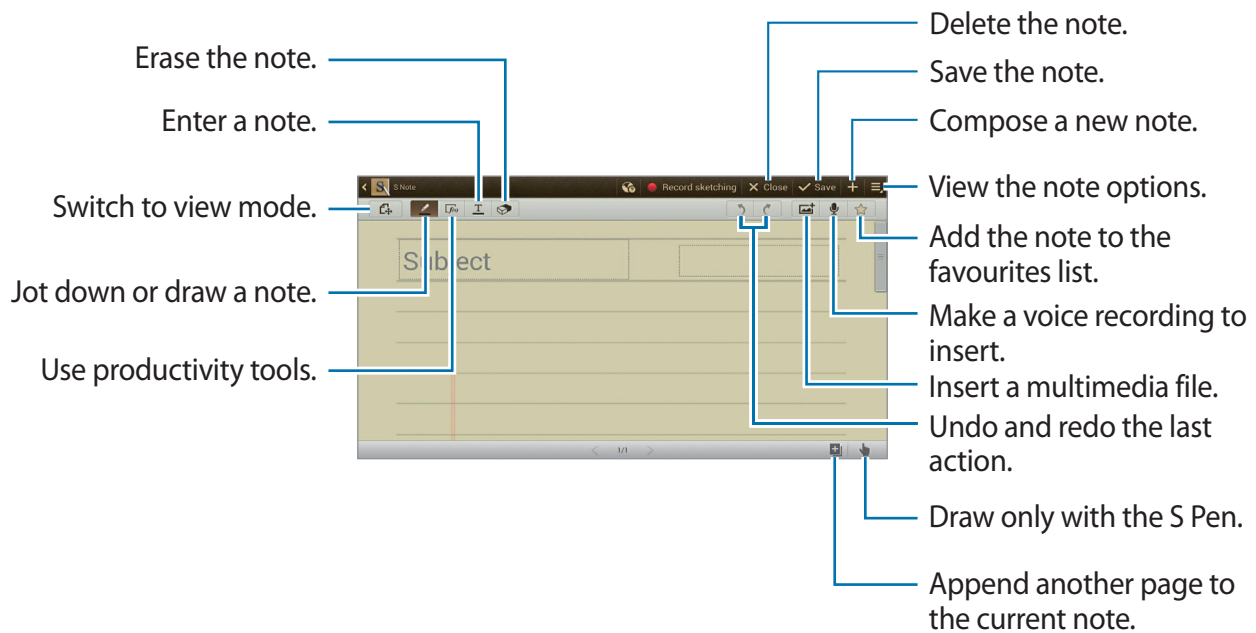 Delete the note.
Erase the note.
Save the note.
Enter a note.
Compose a new note.
S Note
Record sketching
Close
Save
View the note options.
Switch to view mode.
Add the note to the
favourites list.
Subject
Jot down or draw a note.
Make a voice recording to
insert.
Use productivity tools.
Insert a multimedia file.
Undo and redo the last
action.
1/1
Draw only with the S Pen.
Append another page to
the current note.